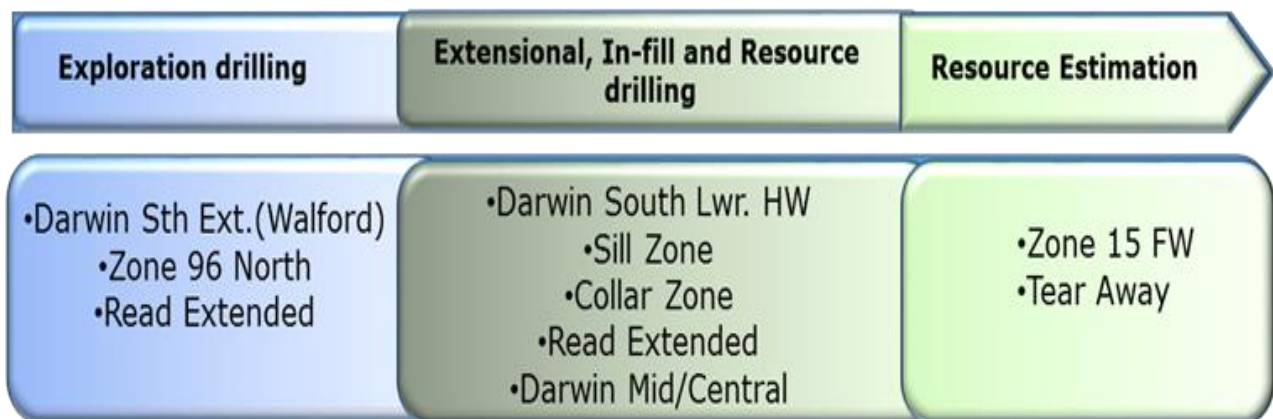 Exploration drilling
Extensional, In-fill and Resource
drilling
Resource Estimation
•Darwin Sth Ext.(Walford)
•Zone 96 North
•Read Extended
•Darwin South Lwr. HW
•Sill Zone
•Collar Zone
•Read Extended
•Darwin Mid/Central
•Zone 15 FW
•Tear Away